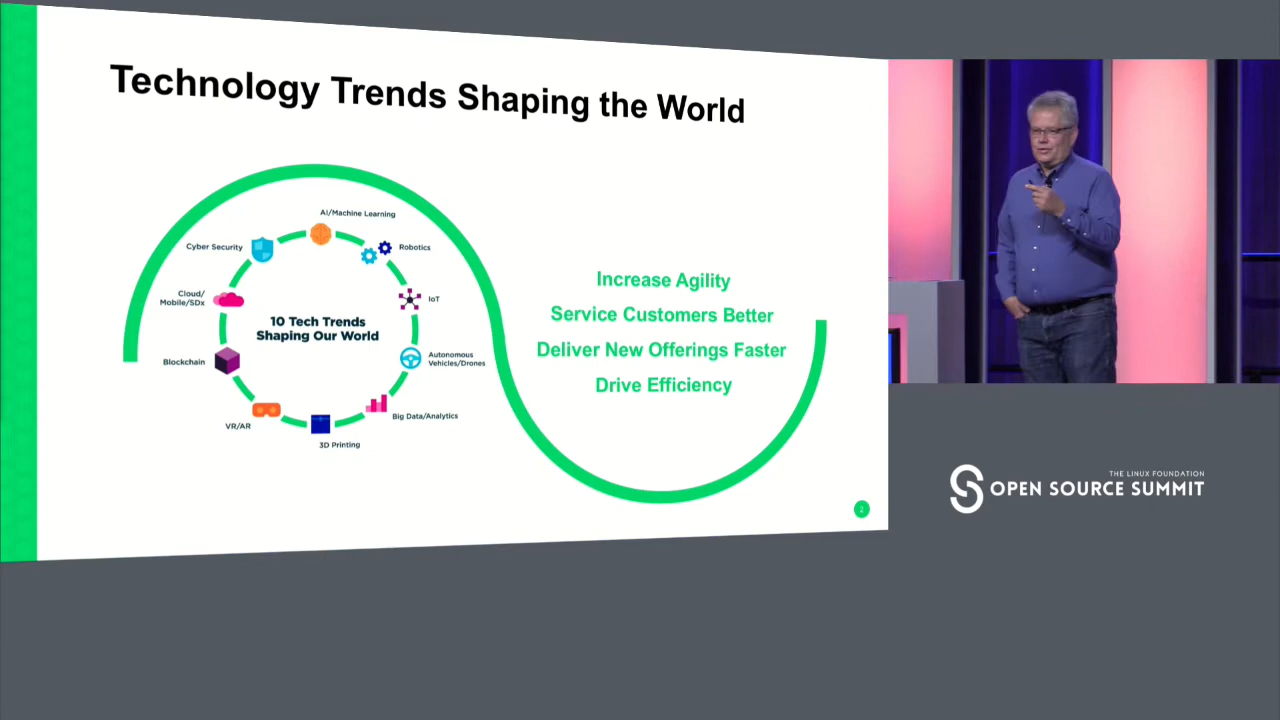 Technology Trends Shaping the World
AI/Machine Learning
Cyber Security
Robotics
Cloud/
Mobile/SDx
IoT
10 Tech Trends
Shaping Our World
Blockchain
Autonomous
Vehicles/Drones
VR/AR
Big Data/Analytics
3D Printing
Increase Agility
Service Customers Better
Deliver New Offerings Faster
Drive Efficiency
2
THE LINUX FOUNDATION
OPEN SOURCE SUMMIT